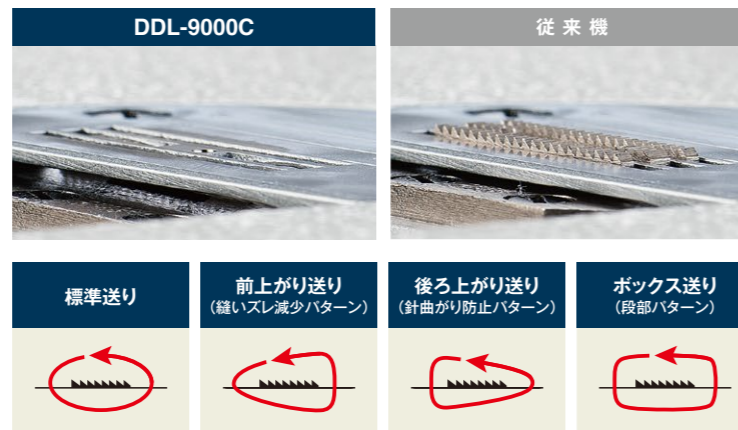 DDL-9000C
従来機
標準送り
前上がり送り
(縫いズレ減少パターン)
後ろ上がり送り
(針曲がり防止パターン)
ボックス送り
(段部パターン)